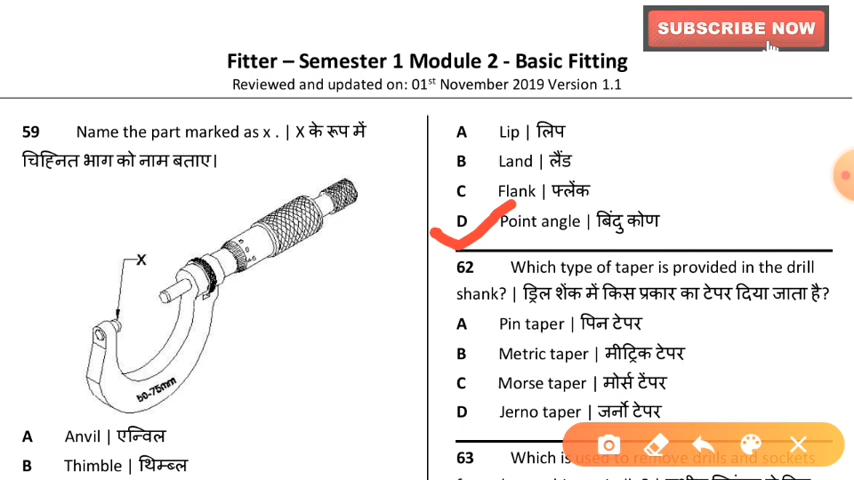 SUBSCRIBE NOW
Fitter – Semester 1 Module 2 - Basic Fitting
Reviewed and updated on: 01st November 2019 Version 1.1
59 Name the part marked as x . | X के रूप में
चिह्नित भाग को नाम बताए।
X
50-75mm
A Anvil | एन्विल
B Thimble | थिम्ब्ल
A Lip | लिप
B Land | लैंड
C Flank | फ्लेंक
D Point angle | बिंदु कोण
62 Which type of taper is provided in the drill
shank? | ड्रिल शेंक में किस प्रकार का टेपर दिया जाता है?
A Pin taper | पिन टेपर
B Metric taper | मीट्रिक टेपर
C Morse taper | मोर्स टेंपर
D Jerno taper | जर्नो टेपर
63 Which is used to remove drills and sockets